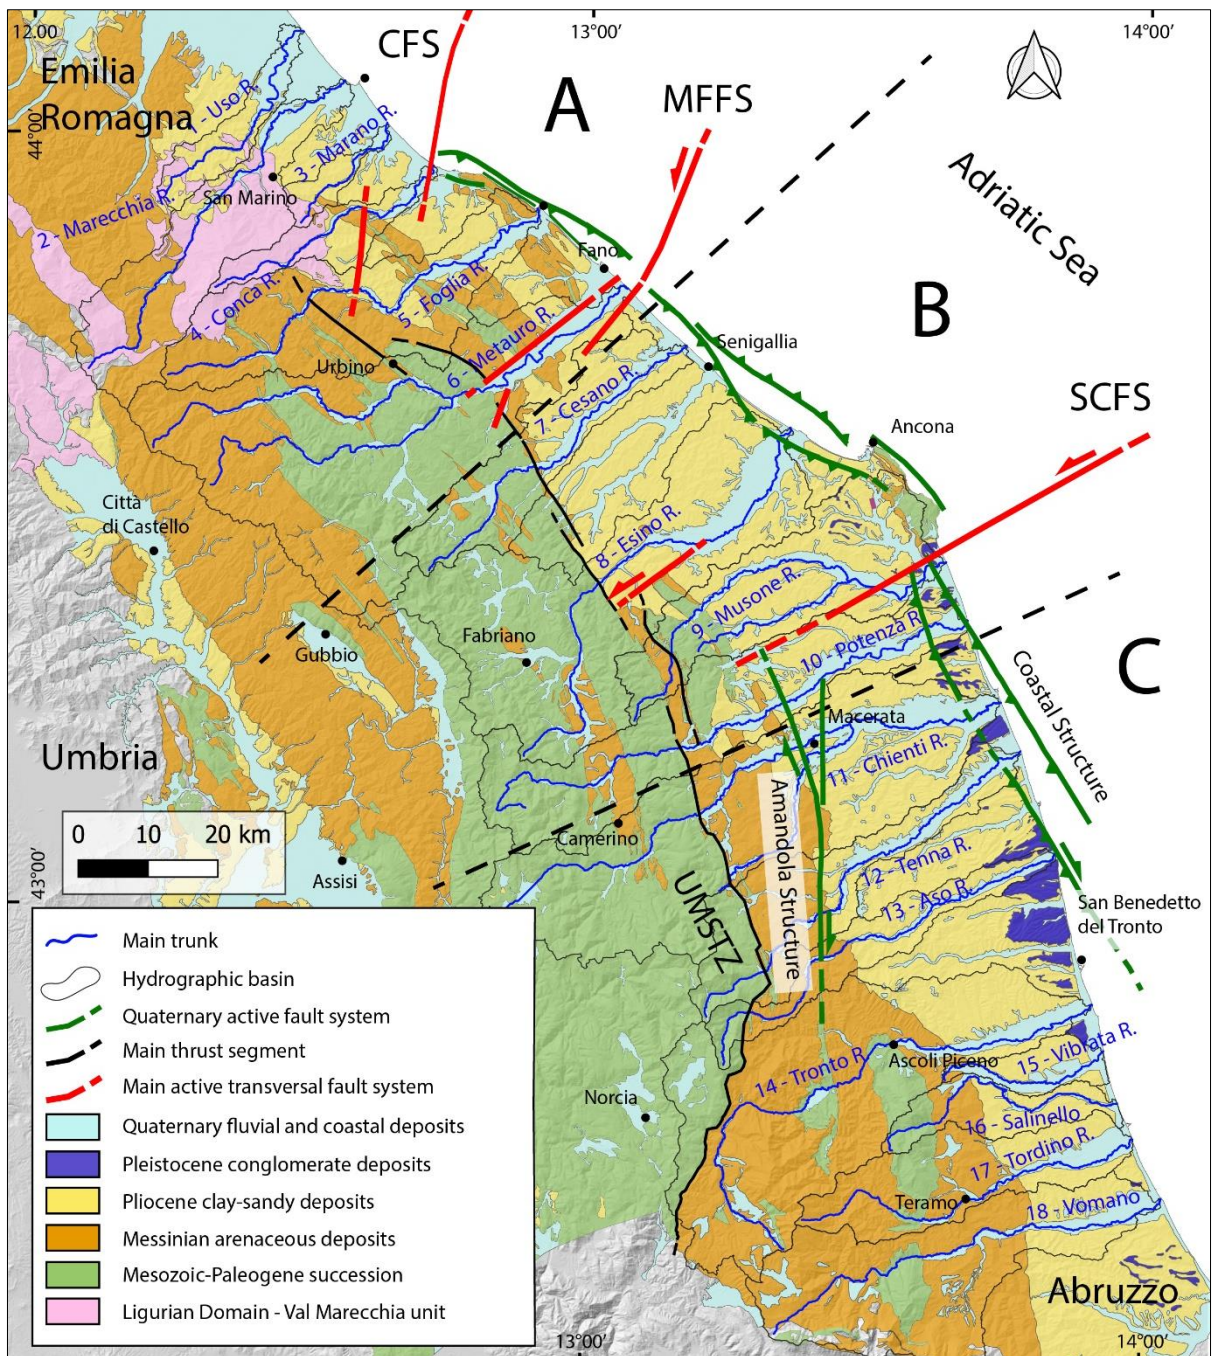 12.00
13°00'
14°00'
CFS
Emilia
Romagna
A
MFFS
44°00'
1 - Uso R.
3 - Marano R.
Adriatic Sea
2 - Marecchia R.
San Marino
Fano
B
4 - Conca R.
5 - Foglia R.
Senigallia
6 - Metauro R.
Urbino
7 - Cesano R.
SCFS
Ancona
Città
di Castello
8 - Esino R.
9 - Musone R.
Fabriano
10 - Potenza R.
Gubbio
C
Coastal Structure
Macerata
Umbria
11 - Chienti R.
0 10 20 km
Camerino
Amandola Structure
12 - Tenna R.
Assisi
43°00'
13 - Aso R.
UMSTZ
San Benedetto
del Tronto
Main trunk
Hydrographic basin
Quaternary active fault system
Main thrust segment
Main active transversal fault system
Quaternary fluvial and coastal deposits
Pleistocene conglomerate deposits
Pliocene clay-sandy deposits
Messinian arenaceous deposits
Mesozoic-Paleogene succession
Ligurian Domain - Val Marecchia unit
14 - Tronto R.
Ascoli Piceno
15 - Vibrata R.
Norcia
16 - Salinello
17 - Tordino R.
Teramo
18 - Vomano
Abruzzo
13°00'
14°00'